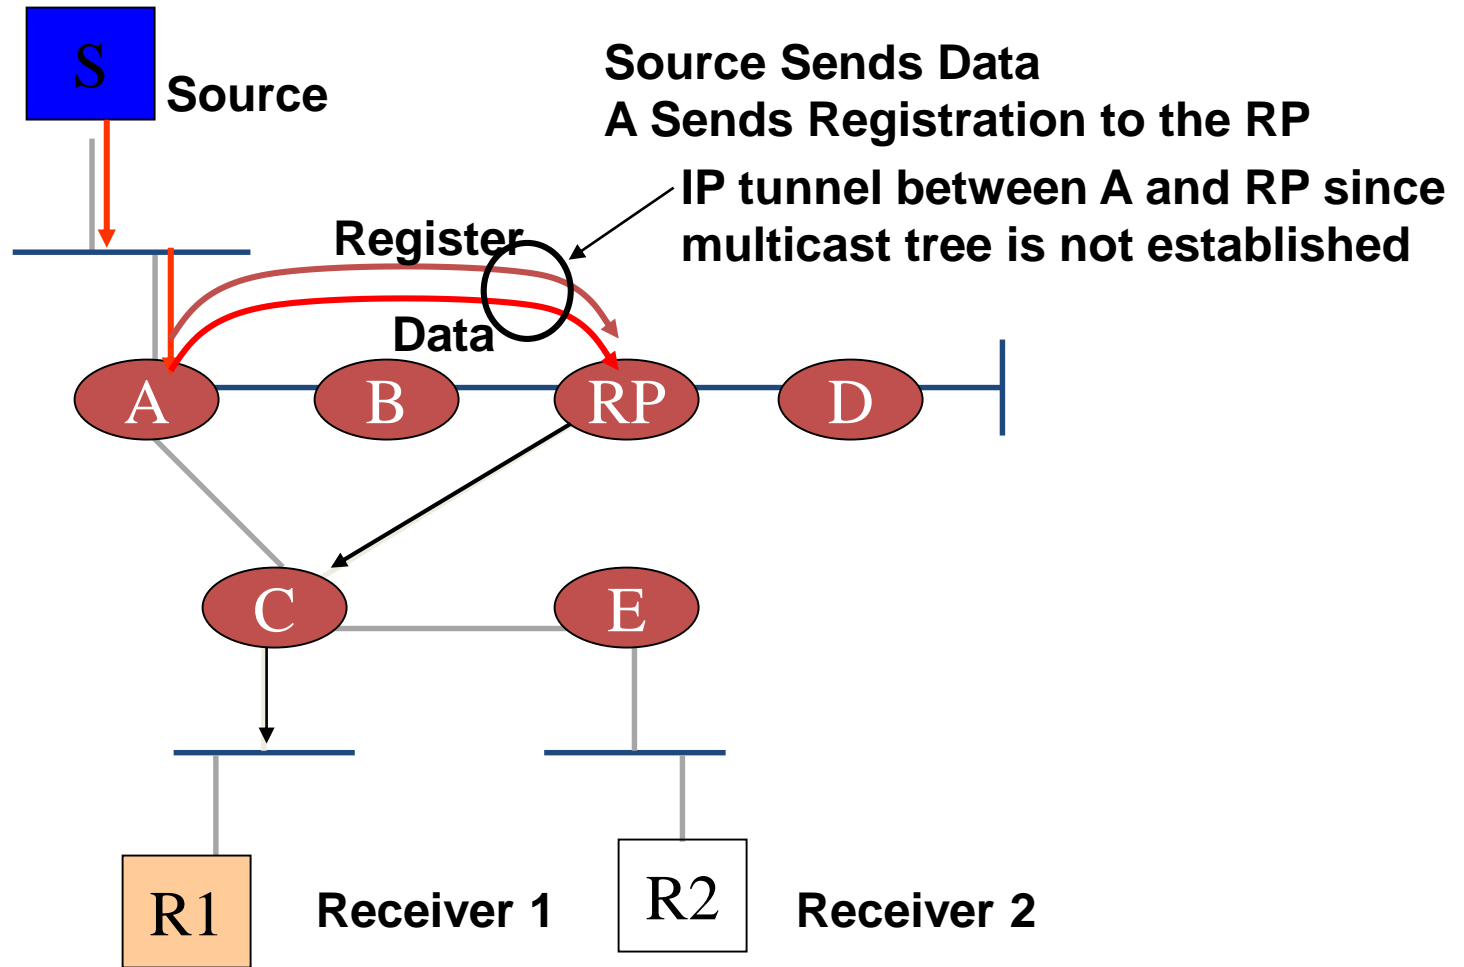 S
Source
Source Sends Data
A Sends Registration to the RP
IP tunnel between A and RP since
multicast tree is not established
Register
Data
A
B
RP
D
C
E
R1
Receiver 1
R2
Receiver 2